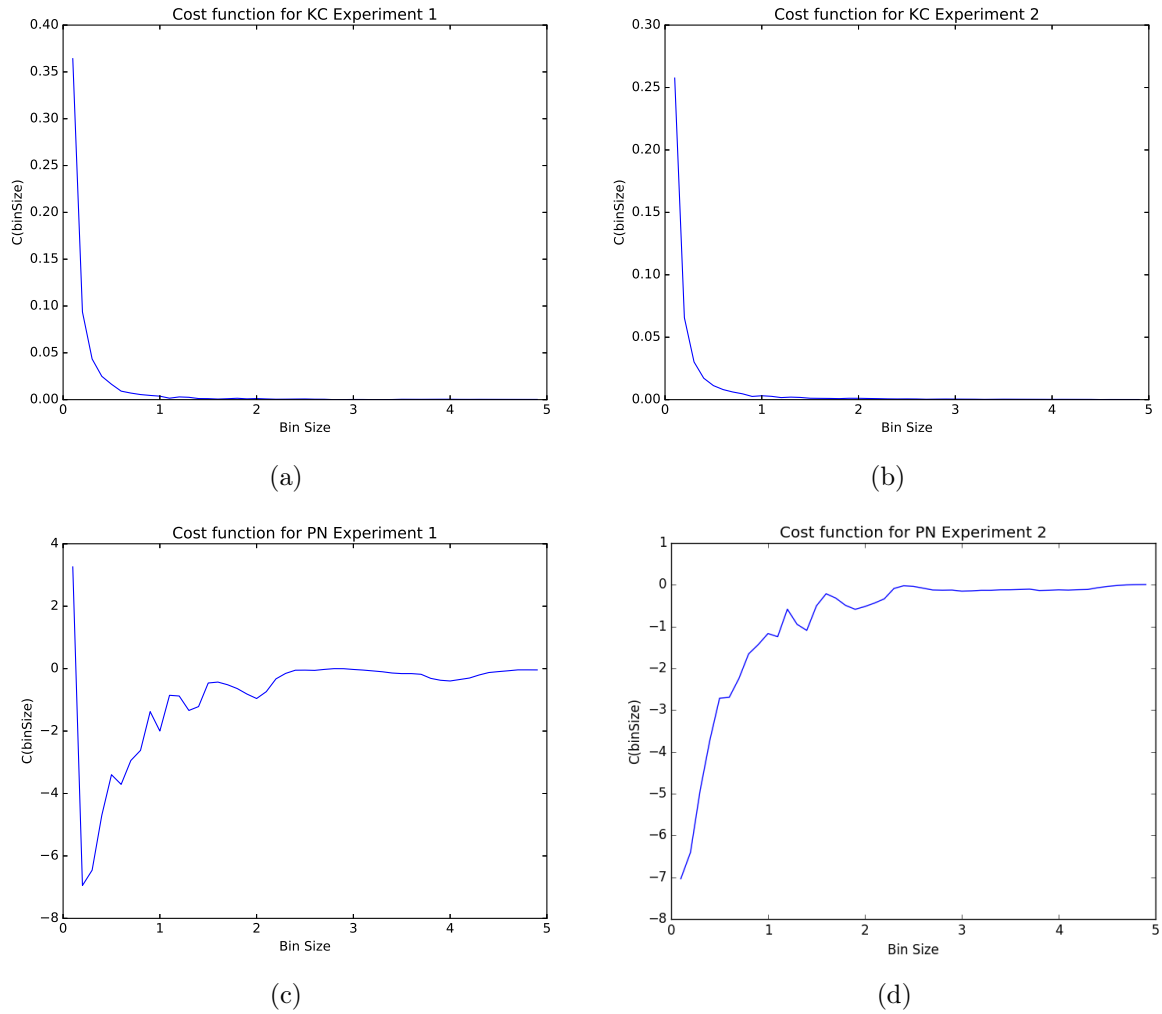 Cost function for KC Experiment 1
0.40
0.35
0.30
0.25
0.20
0.15
0.10
0.05
0.00
C(binSize)
0 1 2 3 4 5
Bin Size
(a)
Cost function for KC Experiment 2
0.30
0.25
0.20
0.15
0.10
0.05
0.00
C(binSize)
0 1 2 3 4 5
Bin Size
(b)
Cost function for PN Experiment 1
4
2
0
−2
−4
−6
−8
C(binSize)
0 1 2 3 4 5
Bin Size
(c)
Cost function for PN Experiment 2
1
0
−1
−2
−3
−4
−5
−6
−7
−8
C(binSize)
0 1 2 3 4 5
Bin Size
(d)